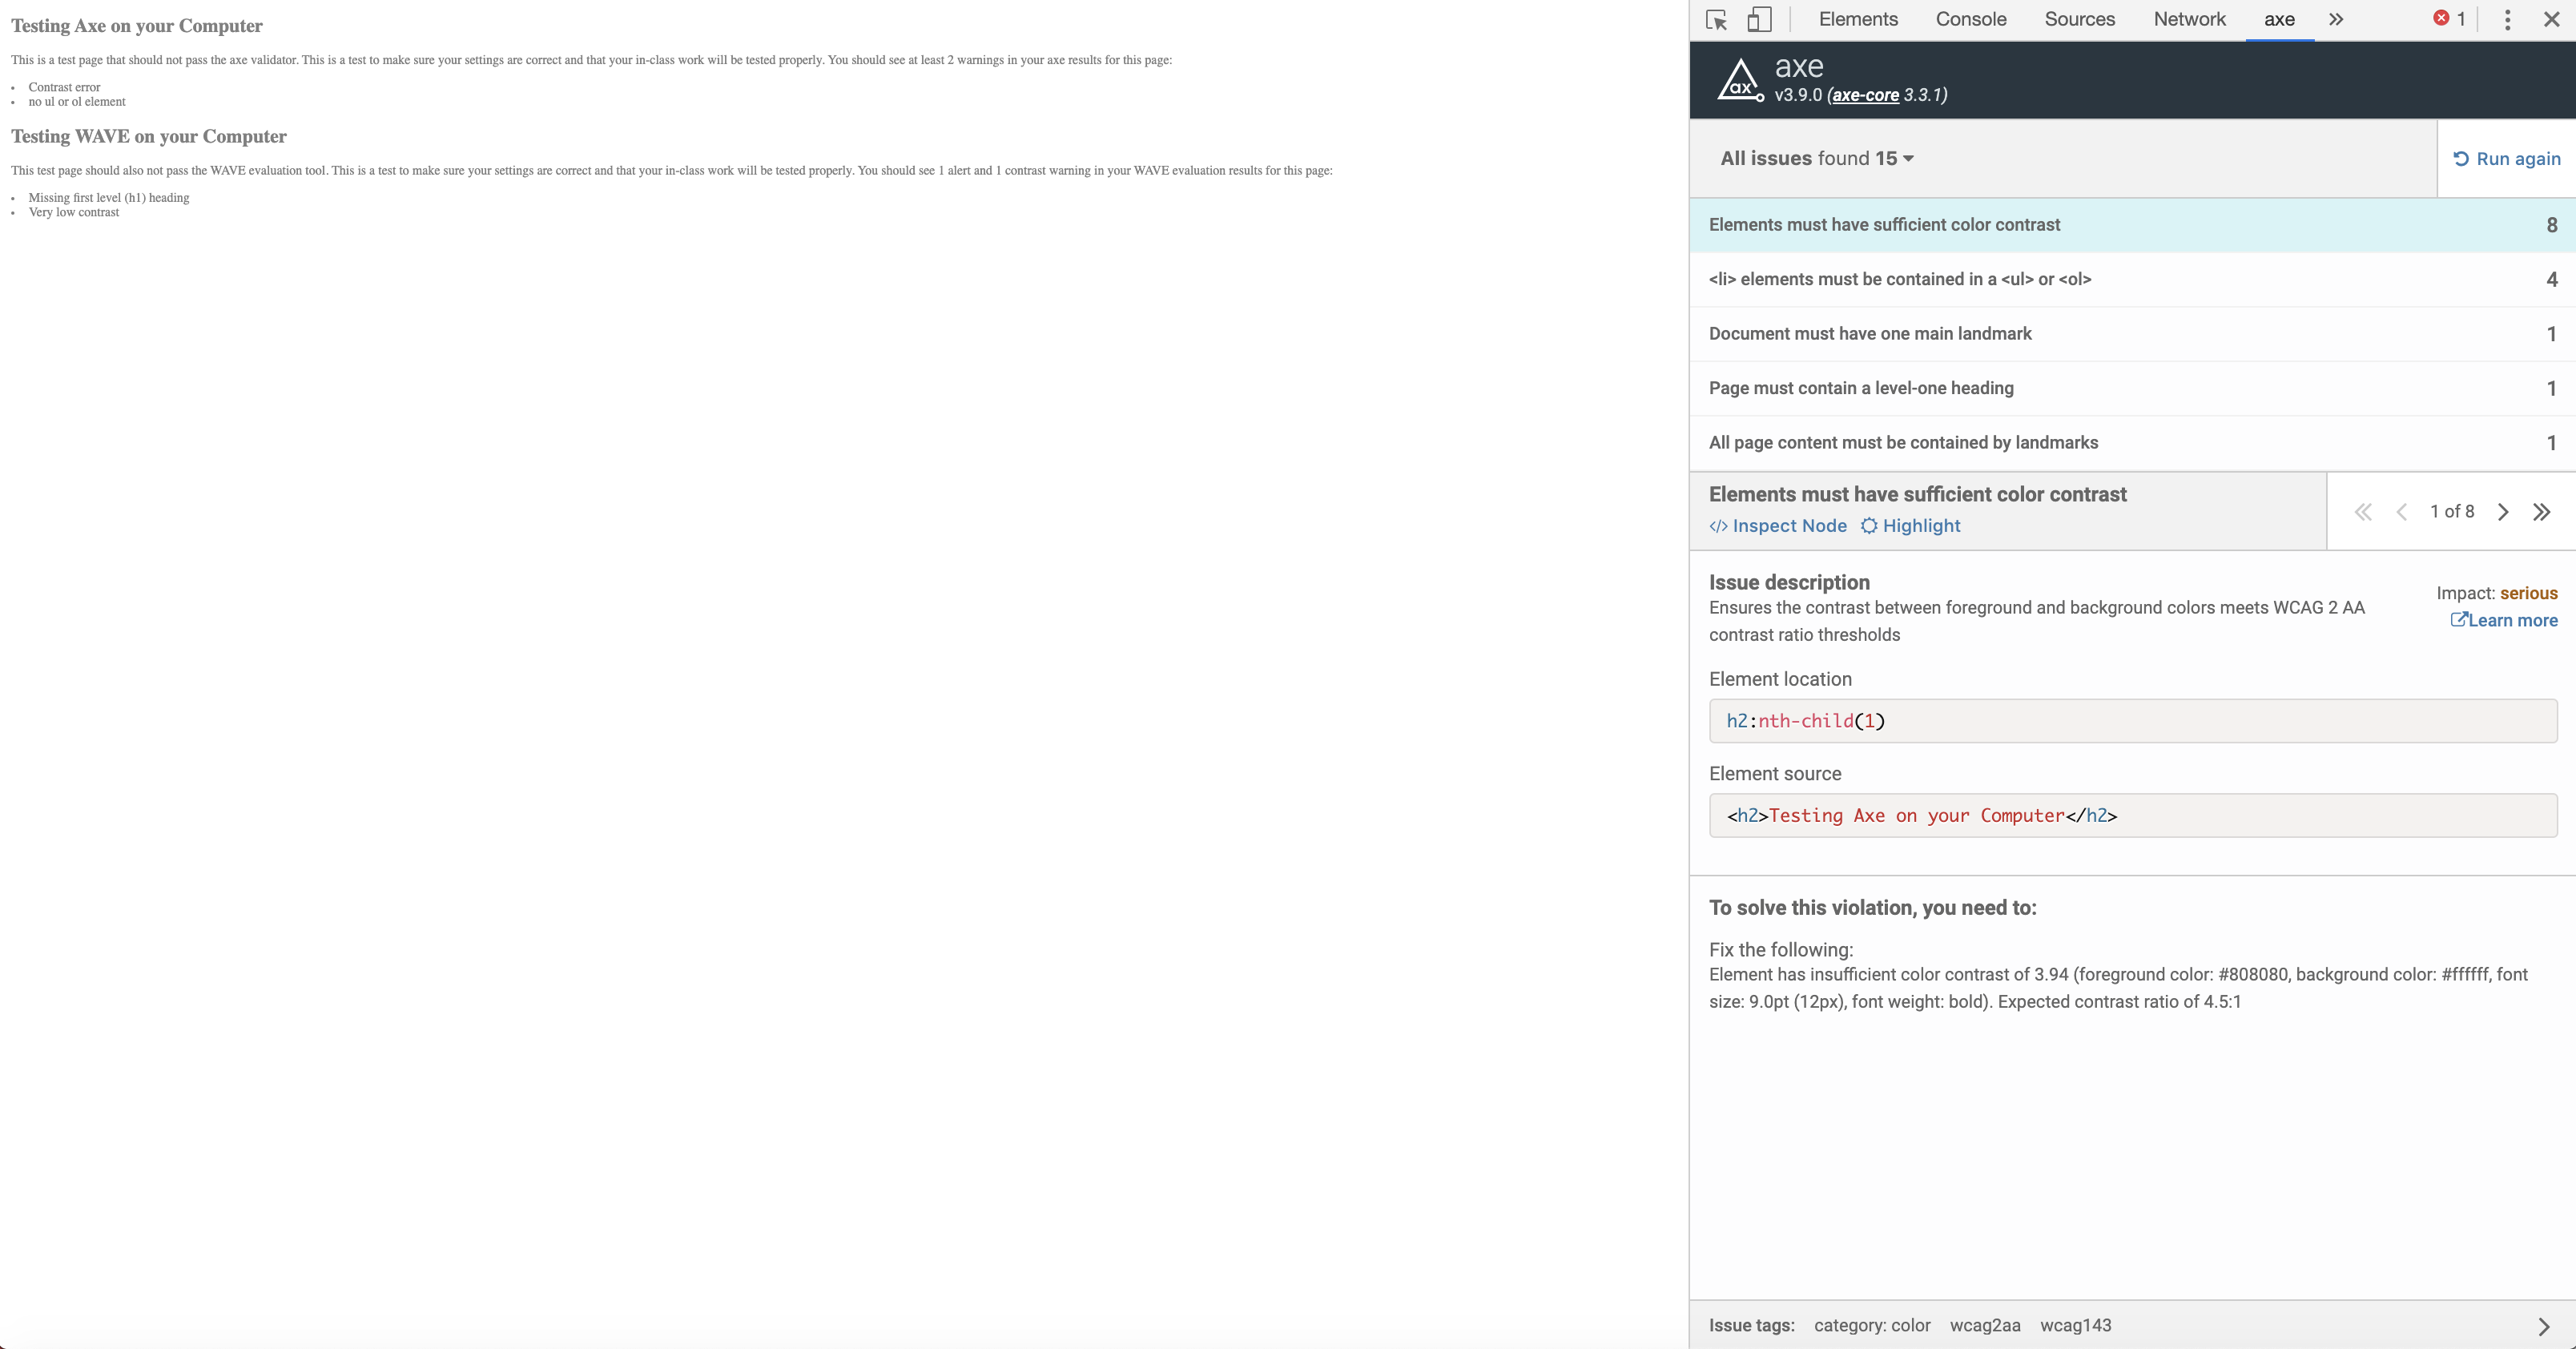 Testing Axe on your Computer
This is a test page that should not pass the axe validator. This is a test to make sure your settings are correct and that your in-class work will be tested properly. You should see at least 2 warnings in your axe results for this page:
• Contrast error
• no ul or ol element
Testing WAVE on your Computer
This test page should also not pass the WAVE evaluation tool. This is a test to make sure your settings are correct and that your in-class work will be tested properly. You should see 1 alert and 1 contrast warning in your WAVE evaluation results for this page:
• Missing first level (h1) heading
• Very low contrast
Elements Console Sources Network axe » 1
ax
axe
v3.9.0 (axe-core 3.3.1)
All issues found 15
Run again
Elements must have sufficient color contrast 8
<li> elements must be contained in a <ul> or <ol> 4
Document must have one main landmark 1
Page must contain a level-one heading 1
All page content must be contained by landmarks 1
Elements must have sufficient color contrast
</> Inspect Node Highlight
1 of 8
Issue description
Ensures the contrast between foreground and background colors meets WCAG 2 AA
contrast ratio thresholds
Impact: serious
Learn more
Element location
h2:nth-child(1)
Element source
<h2>Testing Axe on your Computer</h2>
To solve this violation, you need to:
Fix the following:
Element has insufficient color contrast of 3.94 (foreground color: #808080, background color: #ffffff, font
size: 9.0pt (12px), font weight: bold). Expected contrast ratio of 4.5:1
Issue tags: category: color wcag2aa wcag143